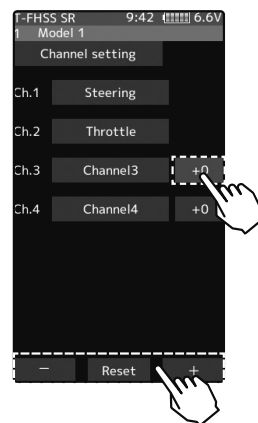 T-FHSS SR 9:42 6.6V
1 Model 1
Channel setting
Ch.1 Steering
Ch.2 Throttle
Ch.3 Channel3 +0
Ch.4 Channel4 +0
− Reset +